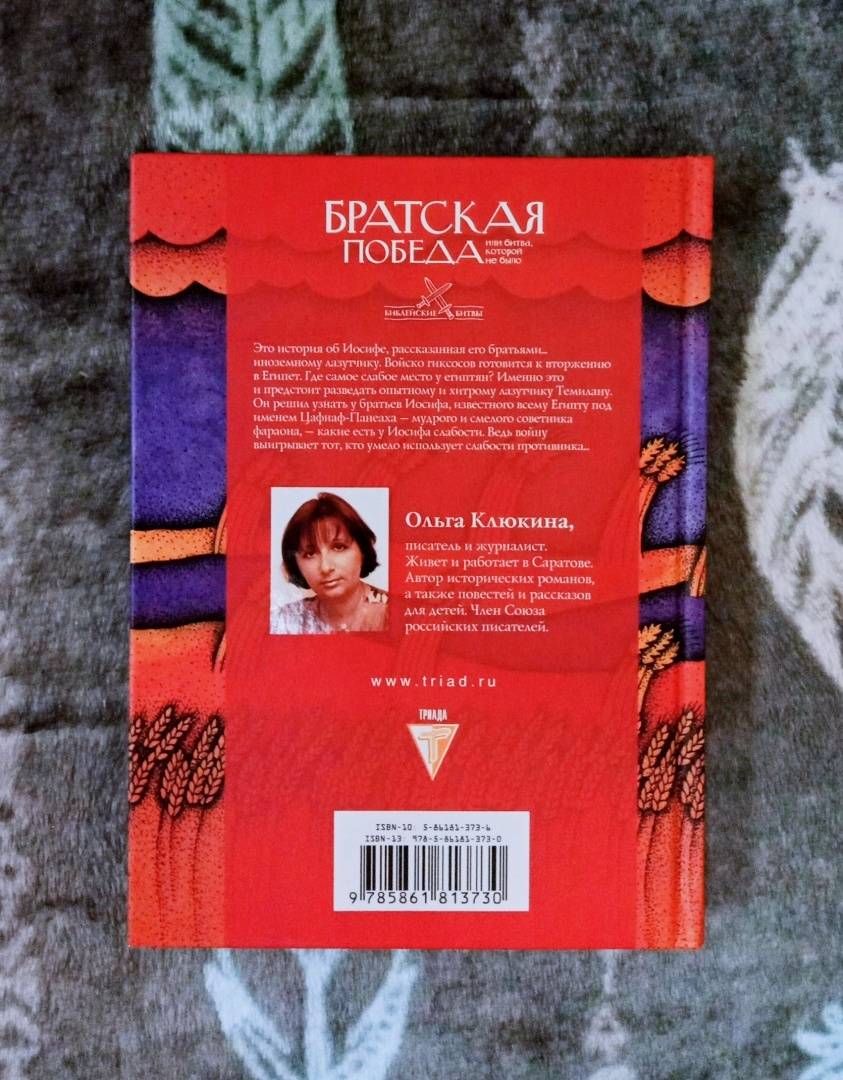 БРАТСКАЯ
ПОБЕДА
или битва,
которой
не было
БИБЛЕЙСКИЕ БИТВЫ
Это история об Иосифе, рассказанная его братьями...
иноземному лазутчику. Войско гиксосов готовится к вторжению
в Египет. Где самое слабое место у египтян? Именно это
и предстоит разведать опытному и хитрому лазутчику Темилану.
Он решил узнать у братьев Иосифа, известного всему Египту под
именем Цафнаф-Панеаха — мудрого и смелого советника
фараона, — какие есть у Иосифа слабости. Ведь войну
выигрывает тот, кто умело использует слабости противника...
Ольга Клюкина,
писатель и журналист.
Живет и работает в Саратове.
Автор исторических романов,
а также повестей и рассказов
для детей. Член Союза
российских писателей.
www.triad.ru
ТРИАДА
ISBN-10: 5-86181-373-6
ISBN-13: 978-5-86181-373-0
9 785861 813730